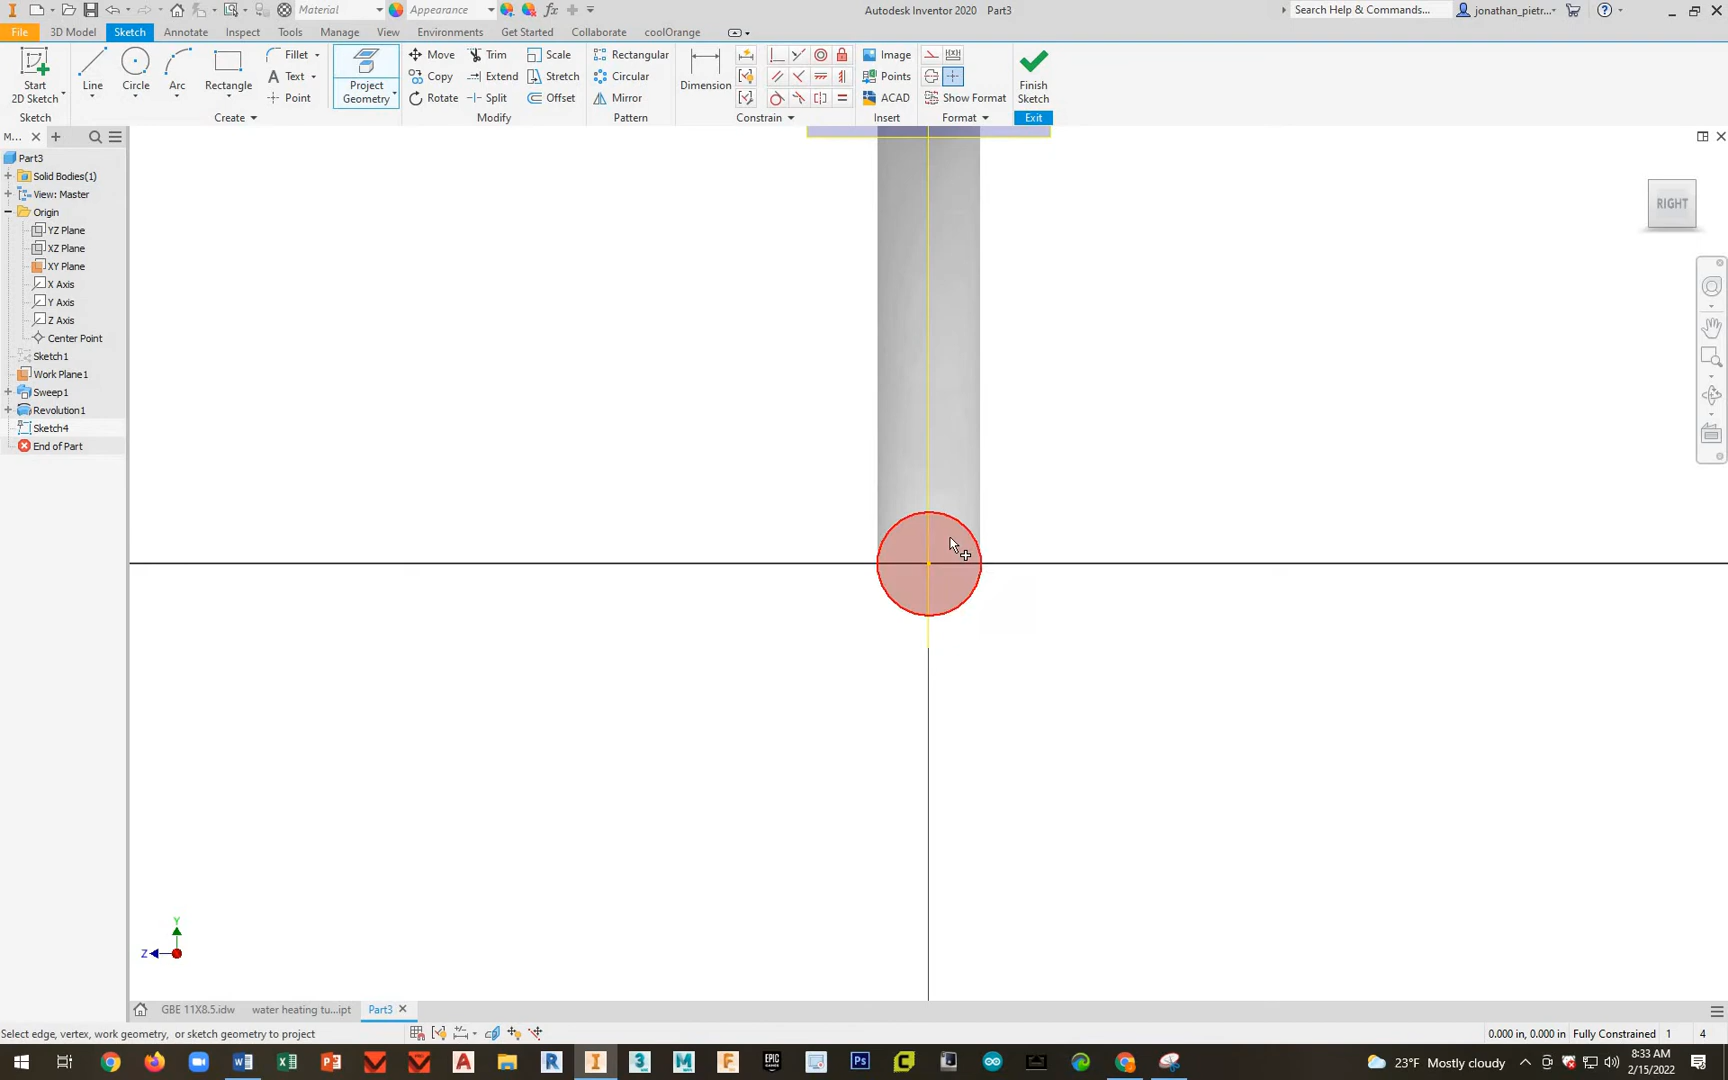 Material
Appearance
Autodesk Inventor 2020 Part3
Search Help & Commands...
jonathan_pietr...
File 3D Model Sketch Annotate Inspect Tools Manage View Environments Get Started Collaborate coolOrange
Start
2D Sketch
Line
Circle
Arc
Rectangle
Fillet
Text
Point
Project
Geometry
Move
Copy
Rotate
Trim
Extend
Split
Scale
Stretch
Offset
Rectangular
Circular
Mirror
Dimension
Image
Points
ACAD
Show Format
Finish
Sketch
Sketch Create Modify Pattern Constrain Insert Format Exit
M...
Part3
Solid Bodies(1)
View: Master
Origin
YZ Plane
XZ Plane
XY Plane
X Axis
Y Axis
Z Axis
Center Point
Sketch1
Work Plane1
Sweep1
Revolution1
Sketch4
End of Part
RIGHT
Y
Z
GBE 11X8.5.idw water heating tu...ipt Part3
Select edge, vertex, work geometry, or sketch geometry to project
0.000 in, 0.000 in Fully Constrained 1 4
23°F Mostly cloudy
8:33 AM
2/15/2022